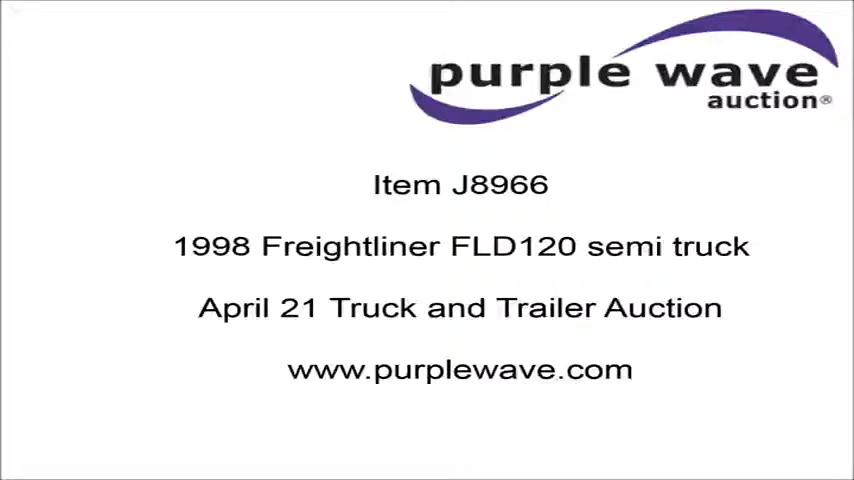 purple wave
auction®
Item J8966
1998 Freightliner FLD120 semi truck
April 21 Truck and Trailer Auction
www.purplewave.com